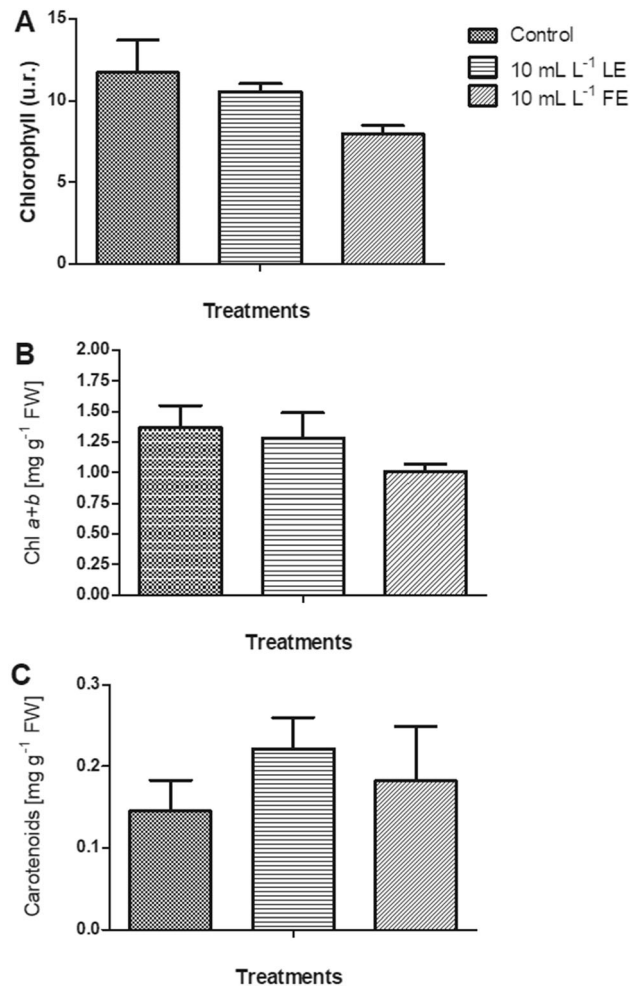 A
Chlorophyll (u.r.)
15
10
5
0
Treatments
Control
10 mL L⁻¹ LE
10 mL L⁻¹ FE
B
Chl a+b [mg g⁻¹ FW]
2.00
1.75
1.50
1.25
1.00
0.75
0.50
0.25
0.00
Treatments
C
Carotenoids [mg g⁻¹ FW]
0.3
0.2
0.1
0.0
Treatments